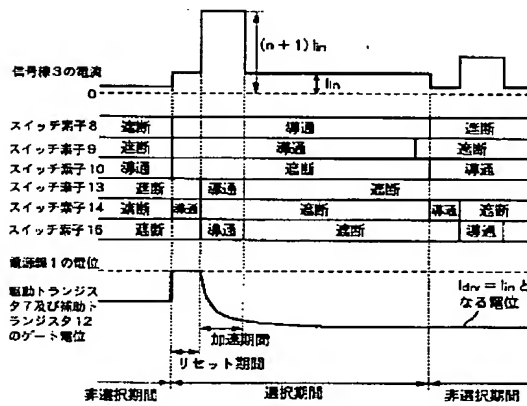 (n+1)Iin
信号線3の電流
Iin
0
スイッチ素子8 遮断 導通 遮断
スイッチ素子9 遮断 導通 遮断
スイッチ素子10 導通 遮断 導通
スイッチ素子13 遮断 導通 遮断
スイッチ素子14 遮断 導通 遮断 導通 遮断
スイッチ素子15 遮断 導通 遮断 導通
電源線1の電位
駆動トランジス
タ7及び補助ト
ランジスタ12
のゲート電位
Idrv=Iinと
なる電位
加速期間
リセット期間
非選択期間 選択期間 非選択期間